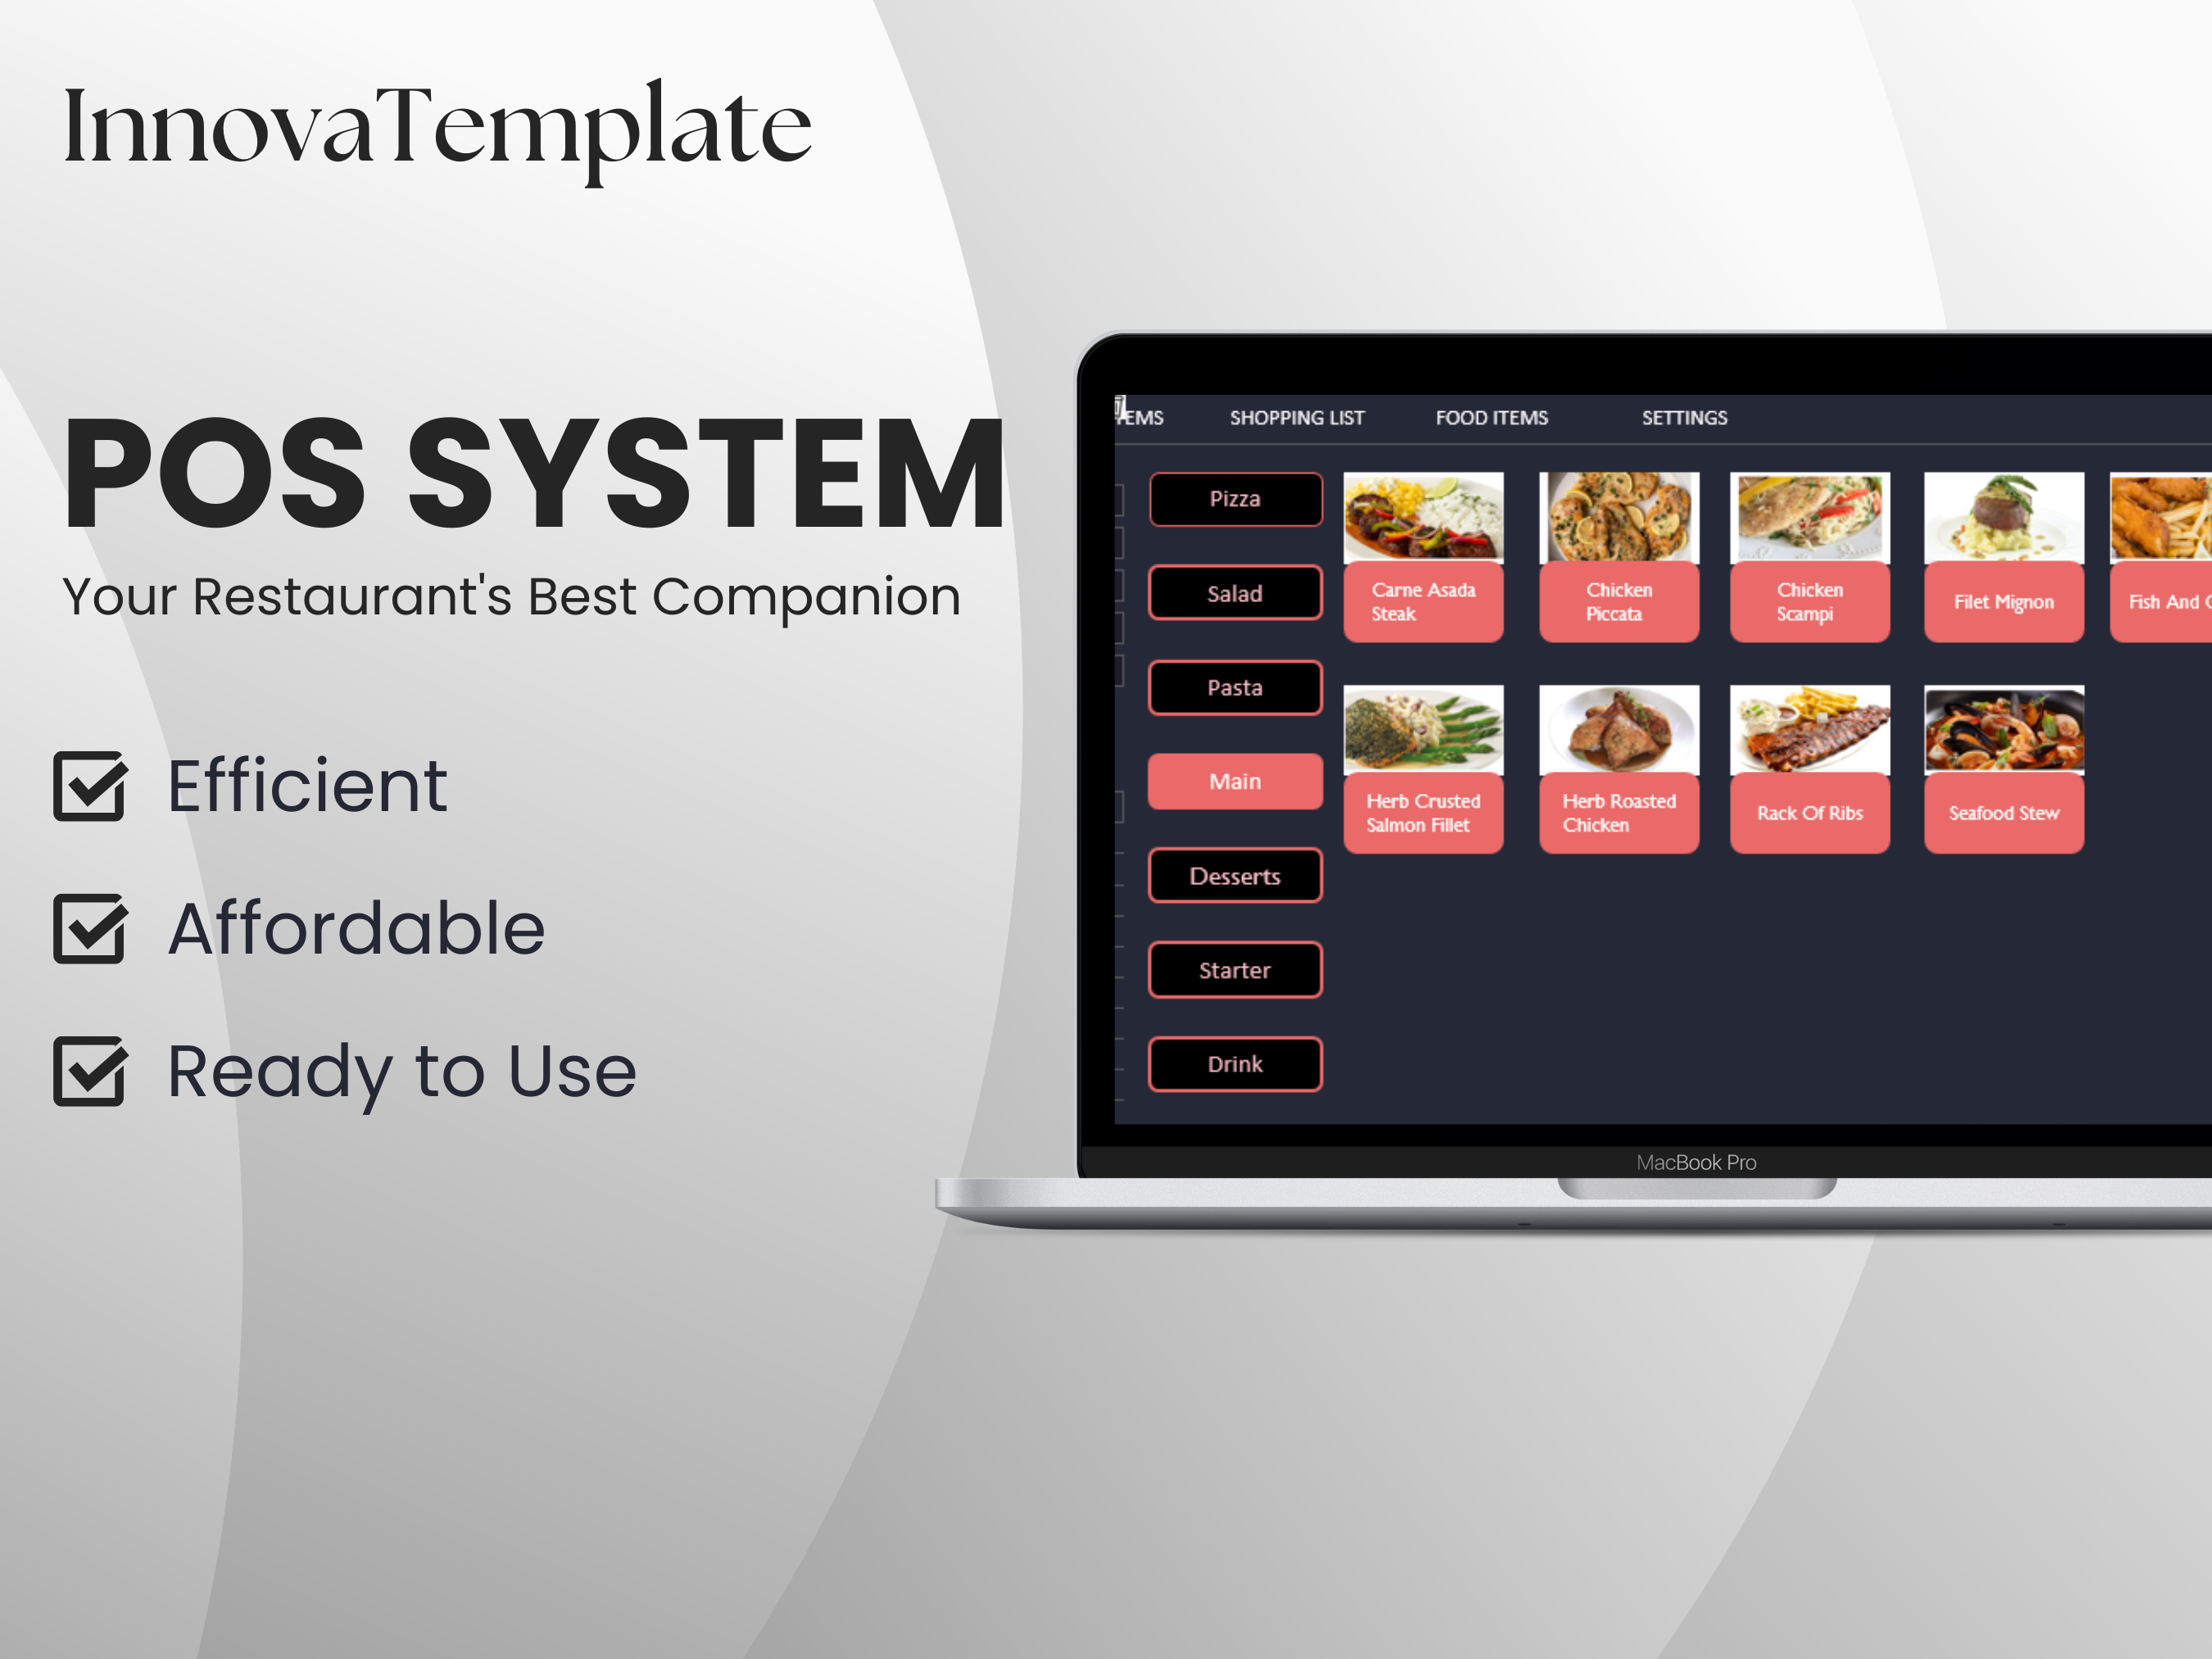 InnovaTemplate
POS SYSTEM
Your Restaurant's Best Companion
Efficient
Affordable
Ready to Use
EMS SHOPPING LIST FOOD ITEMS SETTINGS
Pizza
Salad
Pasta
Main
Desserts
Starter
Drink
Carne Asada
Steak
Chicken
Piccata
Chicken
Scampi
Filet Mignon
Fish And
Herb Crusted
Salmon Fillet
Herb Roasted
Chicken
Rack Of Ribs
Seafood Stew
MacBook Pro